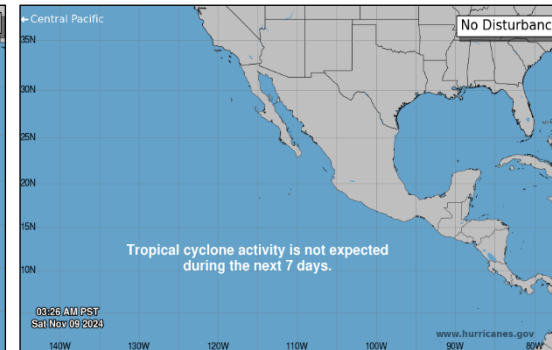 ←Central Pacific
No Disturbanc
35N
30N
25N
20N
15N
Tropical cyclone activity is not expected
during the next 7 days.
10N
03:26 AM PST
Sat Nov 09 2024
www.hurricanes.gov
140W 130W 120W 110W 100W 90W 80W